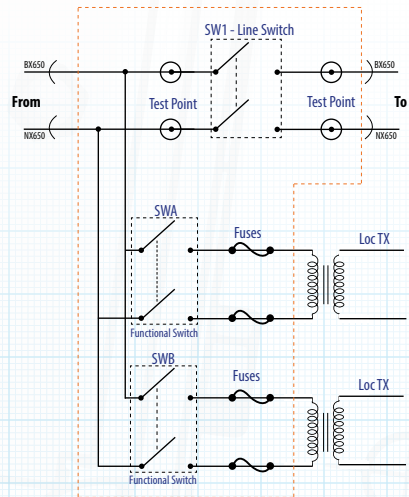 SW1 - Line Switch
BX650
BX650
From
Test Point
Test Point
To
NX650
NX650
SWA
Fuses
Loc TX
Functional Switch
SWB
Fuses
Loc TX
Functional Switch